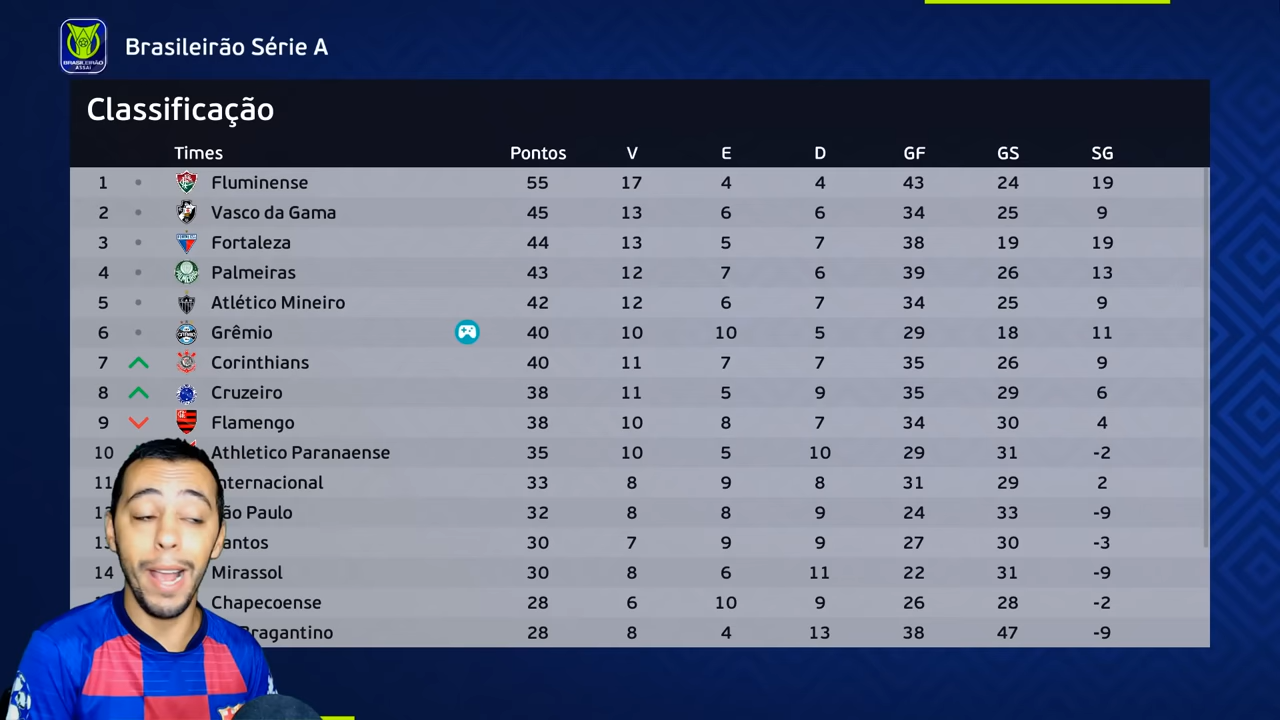 Brasileirão Série A
BRASILEIRÃO
ASSAÍ
Classificação
Times Pontos V E D GF GS SG
1 Fluminense 55 17 4 4 43 24 19
2 Vasco da Gama 45 13 6 6 34 25 9
3 Fortaleza 44 13 5 7 38 19 19
4 Palmeiras 43 12 7 6 39 26 13
5 Atlético Mineiro 42 12 6 7 34 25 9
6 Grêmio 40 10 10 5 29 18 11
7 Corinthians 40 11 7 7 35 26 9
8 Cruzeiro 38 11 5 9 35 29 6
9 Flamengo 38 10 8 7 34 30 4
10 Athletico Paranaense 35 10 5 10 29 31 -2
11 nternacional 33 8 9 8 31 29 2
ão Paulo 32 8 8 9 24 33 -9
antos 30 7 9 9 27 30 -3
14 Mirassol 30 8 6 11 22 31 -9
Chapecoense 28 6 10 9 26 28 -2
Bragantino 28 8 4 13 38 47 -9